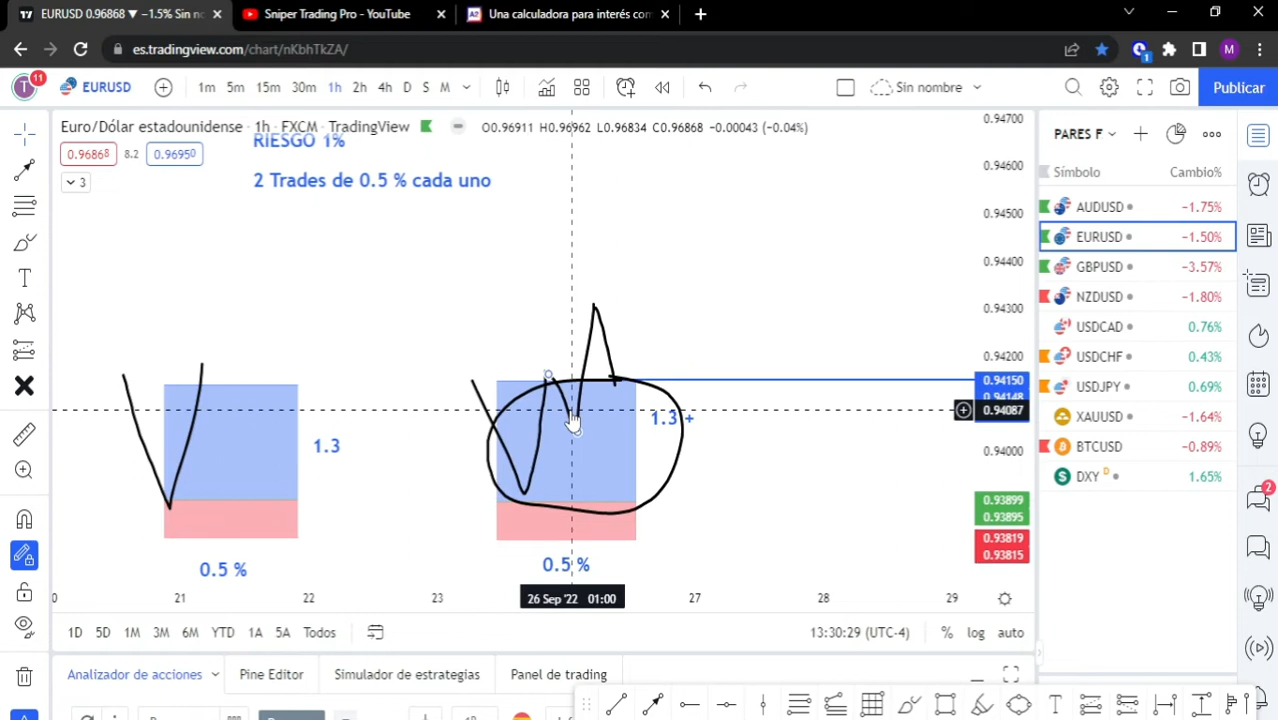 EURUSD 0.96868 ▼ −1.5% Sin no
Sniper Trading Pro - YouTube
Una calculadora para interés com
es.tradingview.com/chart/nKbhTkZA/
M
T
11
EURUSD
1m 5m 15m 30m 1h 2h 4h D S M
Sin nombre
Publicar
Euro/Dólar estadounidense · 1h · FXCM · TradingView
O0.96911 H0.96962 L0.96834 C0.96868 −0.00043 (−0.04%)
0.96868 8.2 0.96950
3
RIESGO 1%
2 Trades de 0.5 % cada uno
1.3
0.5 %
1.3 +
0.5 %
0.94700
0.94600
0.94500
0.94400
0.94300
0.94200
0.94150
0.94148
0.94087
0.94000
0.93899
0.93895
0.93819
0.93815
0 21 22 23 26 Sep '22 01:00 27 28 29
1D 5D 1M 3M 6M YTD 1A 5A Todos
13:30:29 (UTC-4) % log auto
Analizador de acciones Pine Editor Simulador de estrategias Panel de trading
PARES F
Símbolo Cambio%
AUDUSD −1.75%
EURUSD −1.50%
GBPUSD −3.57%
NZDUSD −1.80%
USDCAD 0.76%
USDCHF 0.43%
USDJPY 0.69%
XAUUSD −1.64%
BTCUSD −0.89%
DXY D 1.65%
2